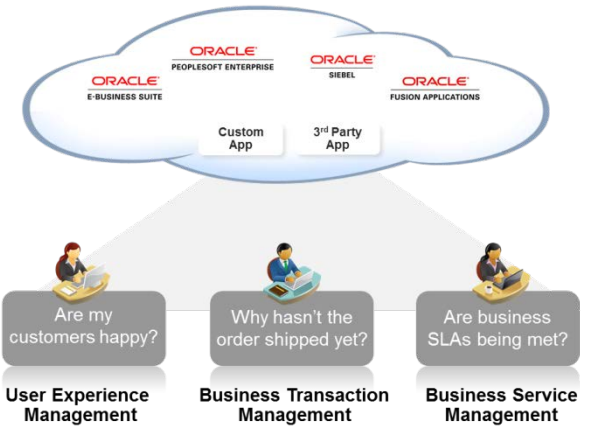 ORACLE
PEOPLESOFT ENTERPRISE
ORACLE
SIEBEL
ORACLE
E-BUSINESS SUITE
ORACLE
FUSION APPLICATIONS
Custom
App
3rd Party
App
Are my
customers happy?
Why hasn't the
order shipped yet?
Are business
SLAs being met?
User Experience
Management
Business Transaction
Management
Business Service
Management